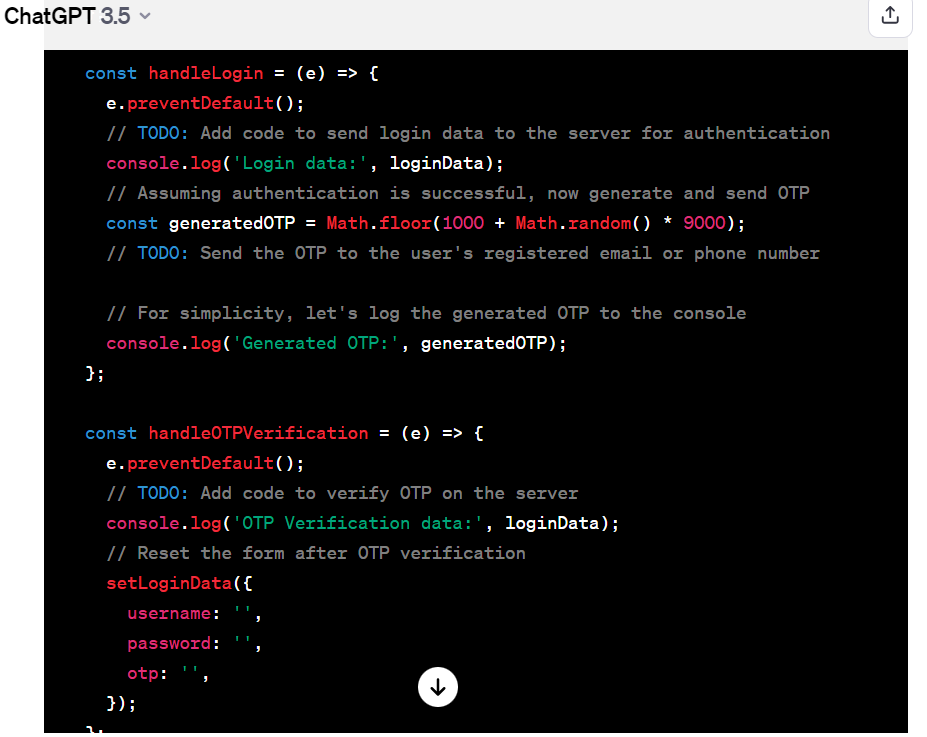 ChatGPT 3.5
const handleLogin = (e) => {
e.preventDefault();
// TODO: Add code to send login data to the server for authentication
console.log('Login data:', loginData);
// Assuming authentication is successful, now generate and send OTP
const generatedOTP = Math.floor(1000 + Math.random() * 9000);
// TODO: Send the OTP to the user's registered email or phone number
// For simplicity, let's log the generated OTP to the console
console.log('Generated OTP:', generatedOTP);
};
const handleOTPVerification = (e) => {
e.preventDefault();
// TODO: Add code to verify OTP on the server
console.log('OTP Verification data:', loginData);
// Reset the form after OTP verification
setLoginData({
username: '',
password: '',
otp: '',
});
};